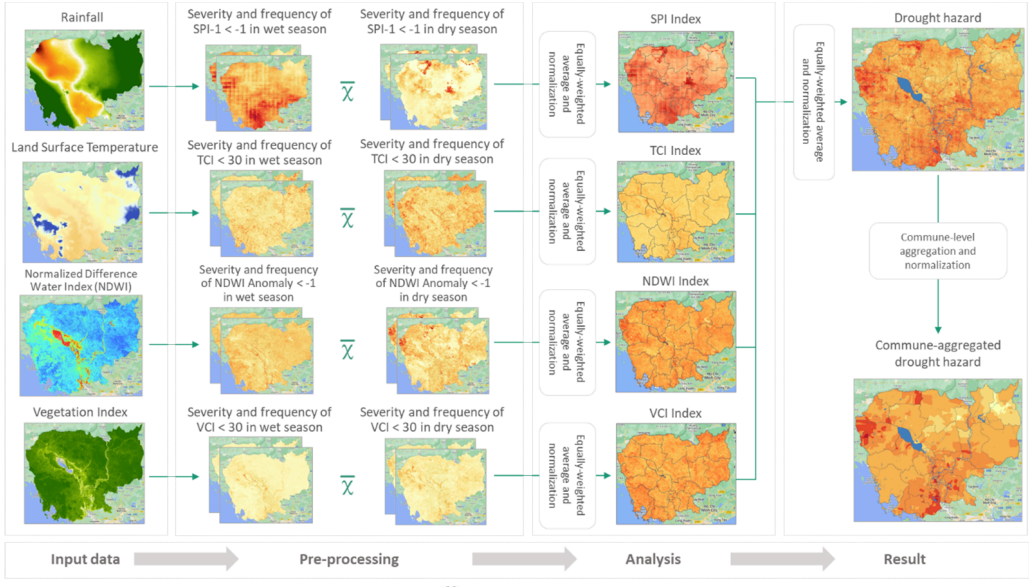 Rainfall
Severity and frequency of
SPI-1 < -1 in wet season
Severity and frequency of
SPI-1 < -1 in dry season
χ
Equally-weighted
average and
normalization
SPI Index
Equally-weighted average
and normalization
Drought hazard
Land Surface Temperature
Severity and frequency of
TCI < 30 in wet season
Severity and frequency of
TCI < 30 in dry season
χ
Equally-weighted
average and
normalization
TCI Index
Commune-level
aggregation and
normalization
Normalized Difference
Water Index (NDWI)
Severity and frequency
of NDWI Anomaly < -1
in wet season
Severity and frequency
of NDWI Anomaly < -1
in dry season
χ
Equally-weighted
average and
normalization
NDWI Index
Commune-aggregated
drought hazard
Vegetation Index
Severity and frequency of
VCI < 30 in wet season
Severity and frequency of
VCI < 30 in dry season
χ
Equally-weighted
average and
normalization
VCI Index
Input data
Pre-processing
Analysis
Result